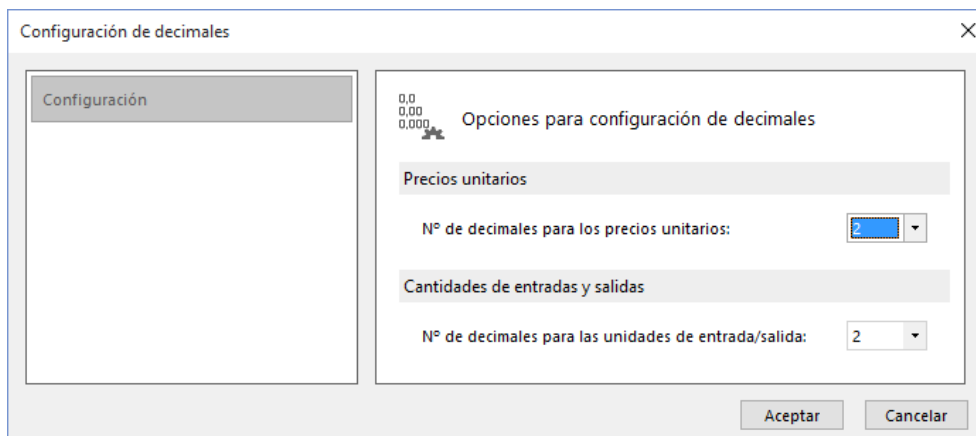 Configuración de decimales
Configuración
0,0
0,00
0,000
Opciones para configuración de decimales
Precios unitarios
Nº de decimales para los precios unitarios: 2
Cantidades de entradas y salidas
Nº de decimales para las unidades de entrada/salida: 2
Aceptar Cancelar